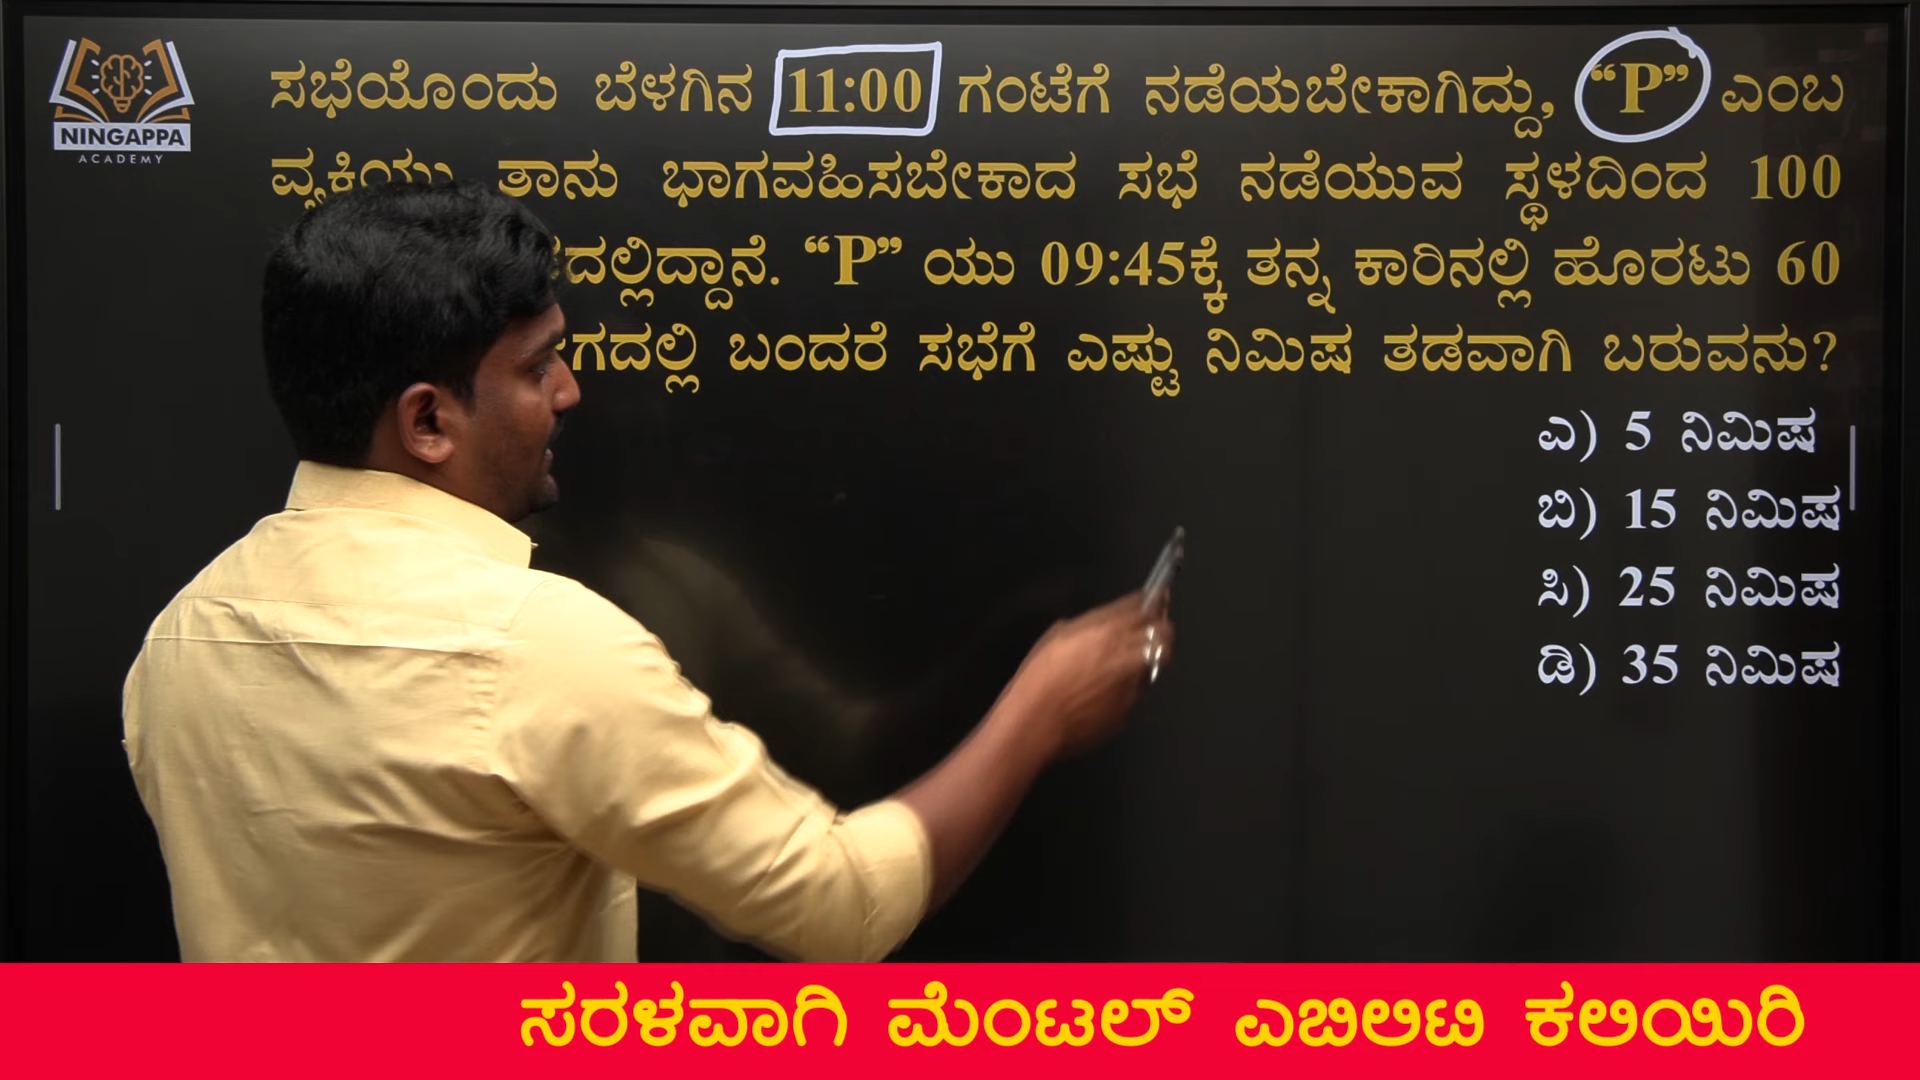 NINGAPPA
ACADEMY
ಸಭೆಯೊಂದು ಬೆಳಗಿನ 11:00 ಗಂಟೆಗೆ ನಡೆಯಬೇಕಾಗಿದ್ದು, “P” ಎಂಬ
ವ್ಯಕ್ತಿಯು ತಾನು ಭಾಗವಹಿಸಬೇಕಾದ ಸಭೆ ನಡೆಯುವ ಸ್ಥಳದಿಂದ 100
ದಲ್ಲಿದ್ದಾನೆ. “P” ಯು 09:45ಕ್ಕೆ ತನ್ನ ಕಾರಿನಲ್ಲಿ ಹೊರಟು 60
ಗದಲ್ಲಿ ಬಂದರೆ ಸಭೆಗೆ ಎಷ್ಟು ನಿಮಿಷ ತಡವಾಗಿ ಬರುವನು?
ಎ) 5 ನಿಮಿಷ
ಬಿ) 15 ನಿಮಿಷ
ಸಿ) 25 ನಿಮಿಷ
ಡಿ) 35 ನಿಮಿಷ
ಸರಳವಾಗಿ ಮೆಂಟಲ್ ಎಬಿಲಿಟಿ ಕಲಿಯಿರಿ